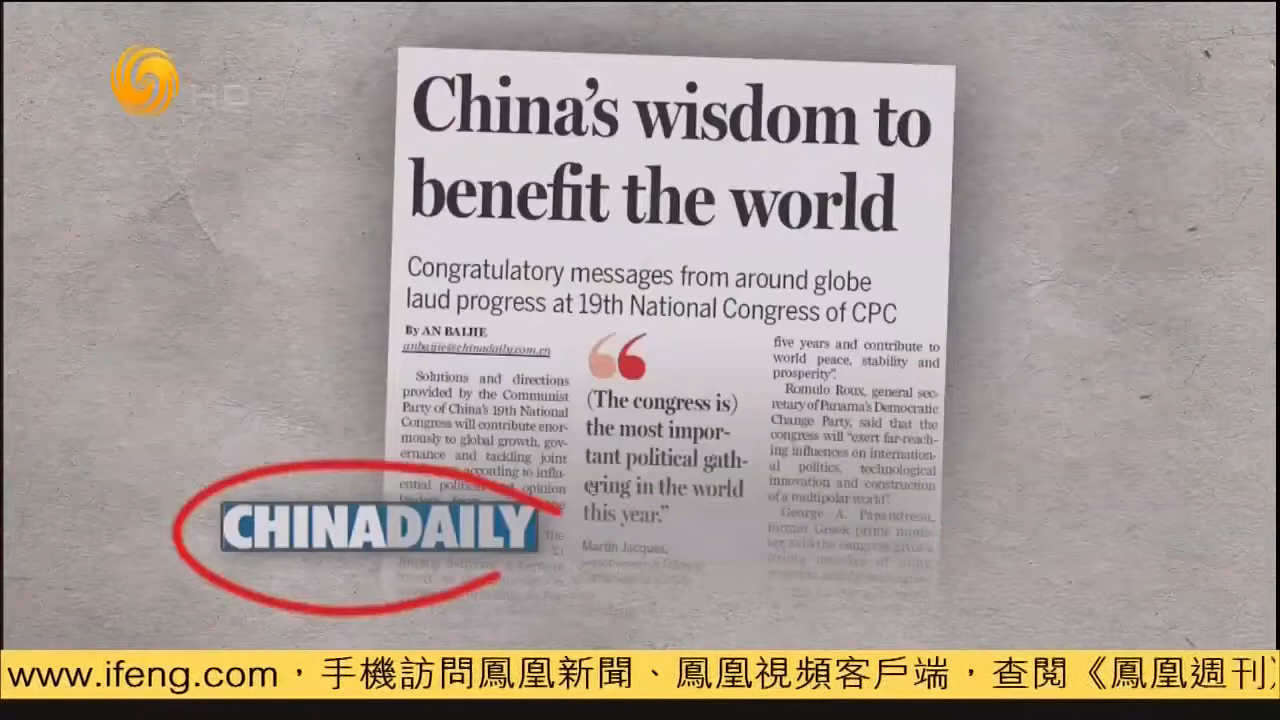 HD
China's wisdom to
benefit the world
Congratulatory messages from around globe
laud progress at 19th National Congress of CPC
By AN BAIJIE
anbaijie@chinadaily.com.cn
Solutions and directions
provided by the Communist
Party of China's 19th National
Congress will contribute enor-
mously to global growth, gov-
ernance and tackling joint
according to influ-
ential political and opinion
“
(The congress is)
the most impor-
tant political gath-
ering in the world
this year."
Martin Jacques,
five years and contribute to
world peace, stability and
prosperity".
Romulo Roux, general sec-
retary of Panama's Democratic
Change Party, said that the
congress will "exert far-reach-
ing influences on internation-
al politics, technological
innovation and construction
of a multipolar world".
George A. Papandreou,
former Greek prime minis-
CHINADAILY
www.ifeng.com，手機訪問鳳凰新聞、鳳凰視頻客戶端，查閱《鳳凰週刊》